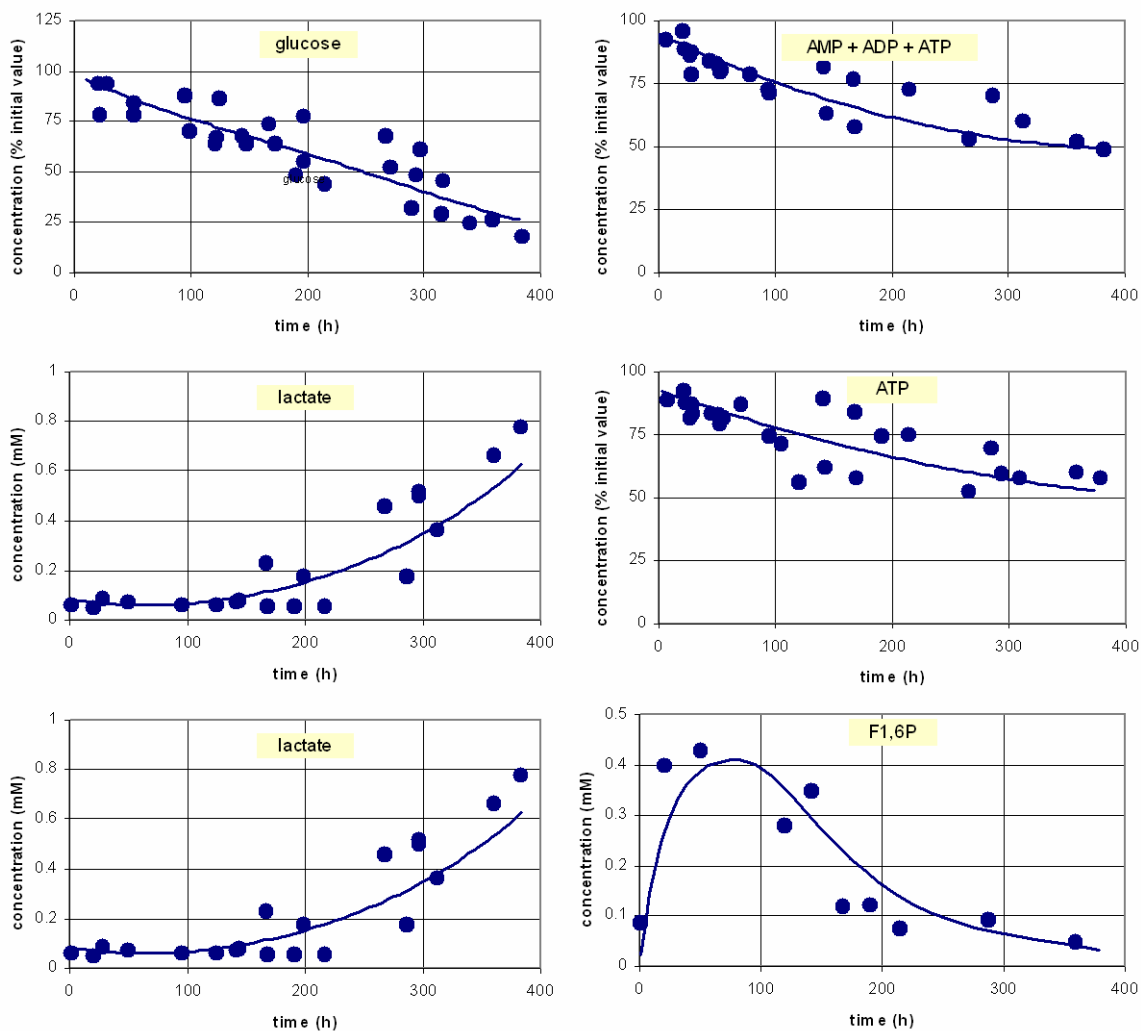 glucose
concentration (% initial value)
125
100
75
50
25
0
glucose
0 100 200 300 400
time (h)
AMP + ADP + ATP
concentration (% initial value)
100
75
50
25
0
0 100 200 300 400
time (h)
lactate
concentration (mM)
1
0.8
0.6
0.4
0.2
0
0 100 200 300 400
time (h)
ATP
concentration (% initial value)
100
75
50
25
0
0 100 200 300 400
time (h)
lactate
concentration (mM)
1
0.8
0.6
0.4
0.2
0
0 100 200 300 400
time (h)
F1,6P
concentration (mM)
0.5
0.4
0.3
0.2
0.1
0
0 100 200 300 400
time (h)